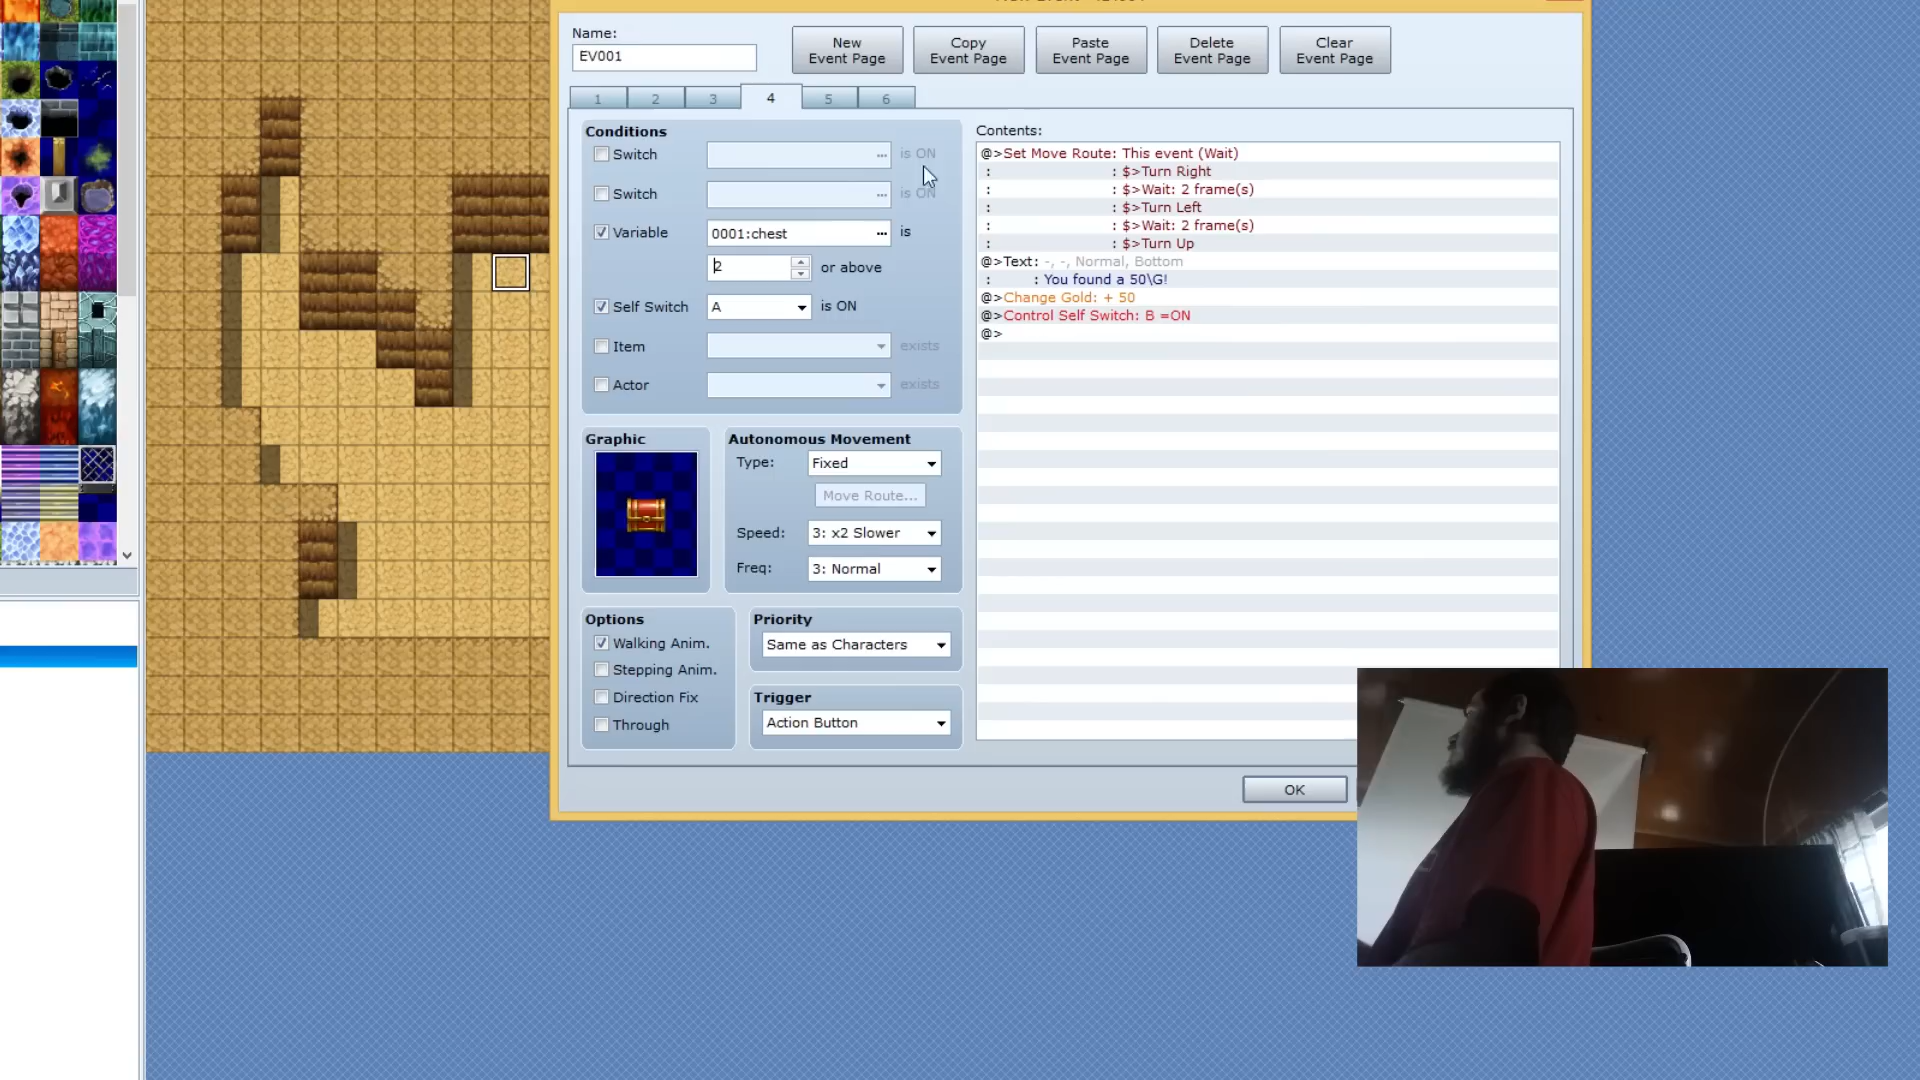 Name:
EV001
New
Event Page
Copy
Event Page
Paste
Event Page
Delete
Event Page
Clear
Event Page
1 2 3 4 5 6
Conditions
Switch ... is ON
Switch ... is ON
Variable 0001:chest ... is
2 or above
Self Switch A is ON
Item exists
Actor exists
Graphic
Autonomous Movement
Type: Fixed
Move Route...
Speed: 3: x2 Slower
Freq: 3: Normal
Options
Walking Anim.
Stepping Anim.
Direction Fix
Through
Priority
Same as Characters
Trigger
Action Button
Contents:
@>Set Move Route: This event (Wait)
: : $>Turn Right
: : $>Wait: 2 frame(s)
: : $>Turn Left
: : $>Wait: 2 frame(s)
: : $>Turn Up
@>Text: -, -, Normal, Bottom
: : You found a 50\G!
@>Change Gold: + 50
@>Control Self Switch: B =ON
@>
OK